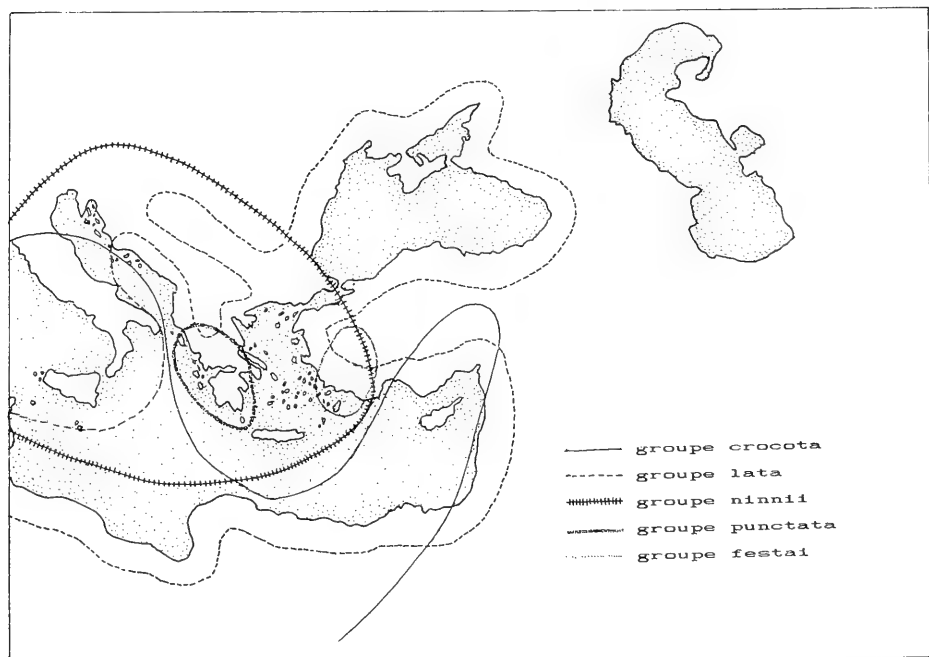 groupe crocota
groupe lata
groupe ninnii
groupe punctata
groupe festai